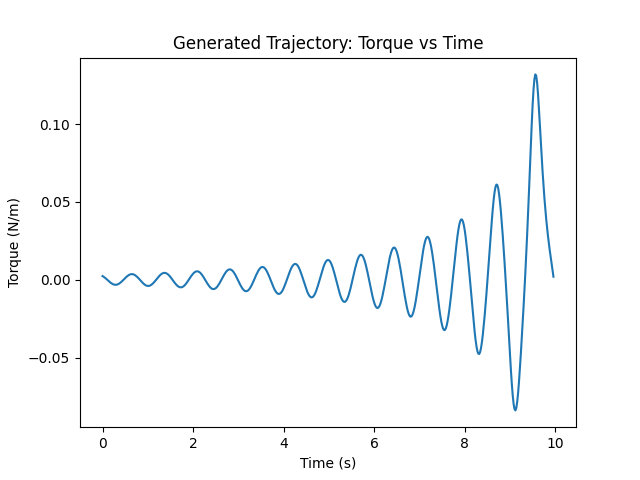 Generated Trajectory: Torque vs Time
Torque (N/m)
0.10
0.05
0.00
−0.05
0 2 4 6 8 10
Time (s)